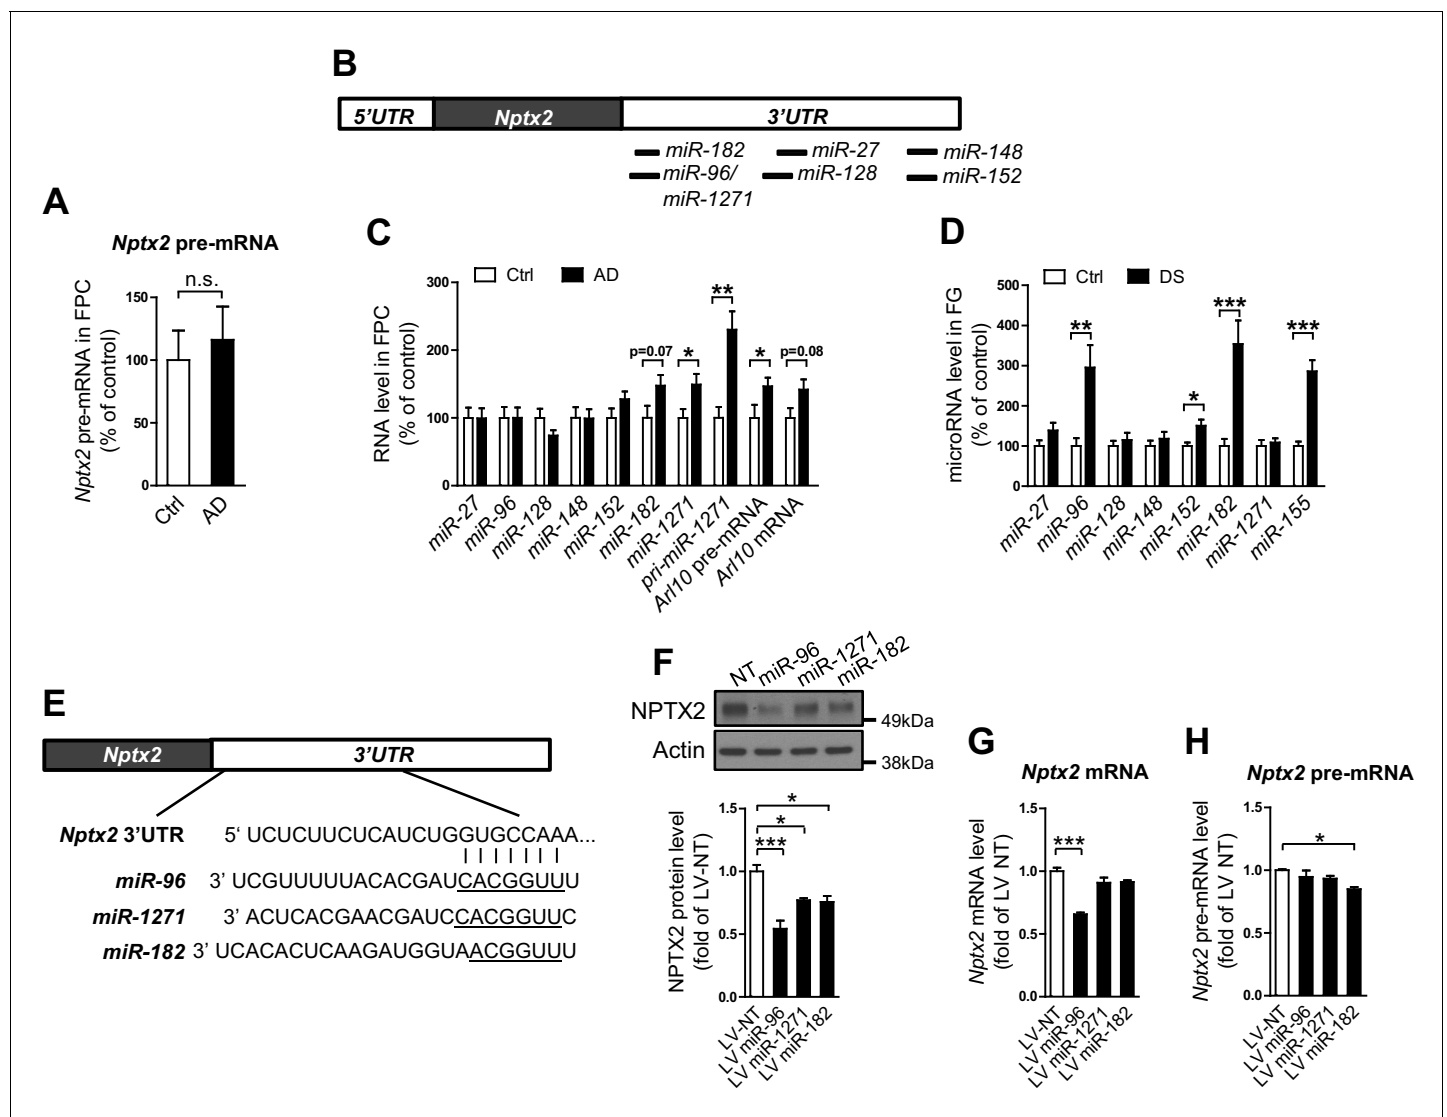 B
5'UTR Nptx2 3'UTR
miR-182 miR-27 miR-148
miR-96/ miR-128 miR-152
miR-1271
A
Nptx2 pre-mRNA
Nptx2 pre-mRNA in FPC
(% of control)
150
100
50
0
n.s.
Ctrl AD
C
Ctrl AD
RNA level in FPC
(% of control)
300
200
100
0
p=0.07 * ** * p=0.08
miR-27
miR-96
miR-128
miR-148
miR-152
miR-182
miR-1271
pri-miR-1271
Arl10 pre-mRNA
Arl10 mRNA
D
Ctrl DS
microRNA level in FG
(% of control)
500
400
300
200
100
0
** * *** ***
miR-27
miR-96
miR-128
miR-148
miR-152
miR-182
miR-1271
miR-155
E
Nptx2 3'UTR
Nptx2 3'UTR 5' UCUCUUCUCAUCUGGUGCCAAA...
miR-96 3' UCGUUUUUACACGAUCACGGUUU
miR-1271 3' ACUCACGAACGAUCCACGGUUC
miR-182 3' UCACACUCAAGAUGGUAACGGUUU
F
NT miR-96 miR-1271 miR-182
NPTX2 49kDa
Actin 38kDa
NPTX2 protein level
(fold of LV-NT)
1.5
1.0
0.5
0.0
*
*
***
LV-NT
LV miR-96
LV miR-1271
LV miR-182
G
Nptx2 mRNA
Nptx2 mRNA level
(fold of LV NT)
1.5
1.0
0.5
0.0
***
LV-NT
LV miR-96
LV miR-1271
LV miR-182
H
Nptx2 pre-mRNA
Nptx2 pre-mRNA level
(fold of LV NT)
1.5
1.0
0.5
0.0
*
LV-NT
LV miR-96
LV miR-1271
LV miR-182